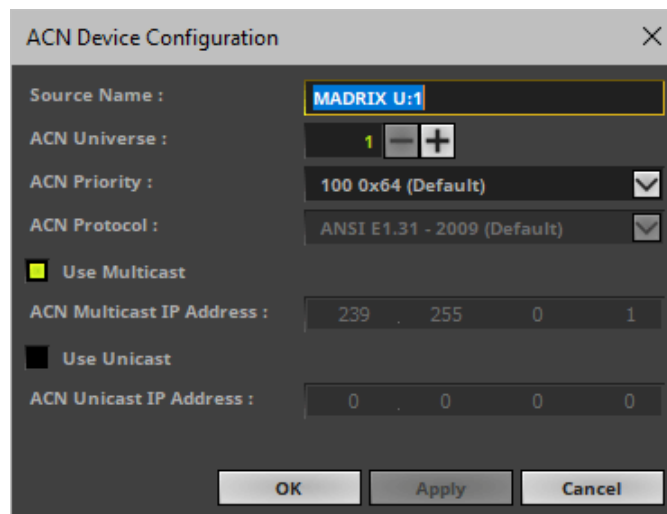 ACN Device Configuration
Source Name : MADRIX U:1
ACN Universe : 1
ACN Priority : 100 0x64 (Default)
ACN Protocol : ANSI E1.31 - 2009 (Default)
Use Multicast
ACN Multicast IP Address : 239 . 255 0 1
Use Unicast
ACN Unicast IP Address : 0 . 0 0 0
OK Apply Cancel